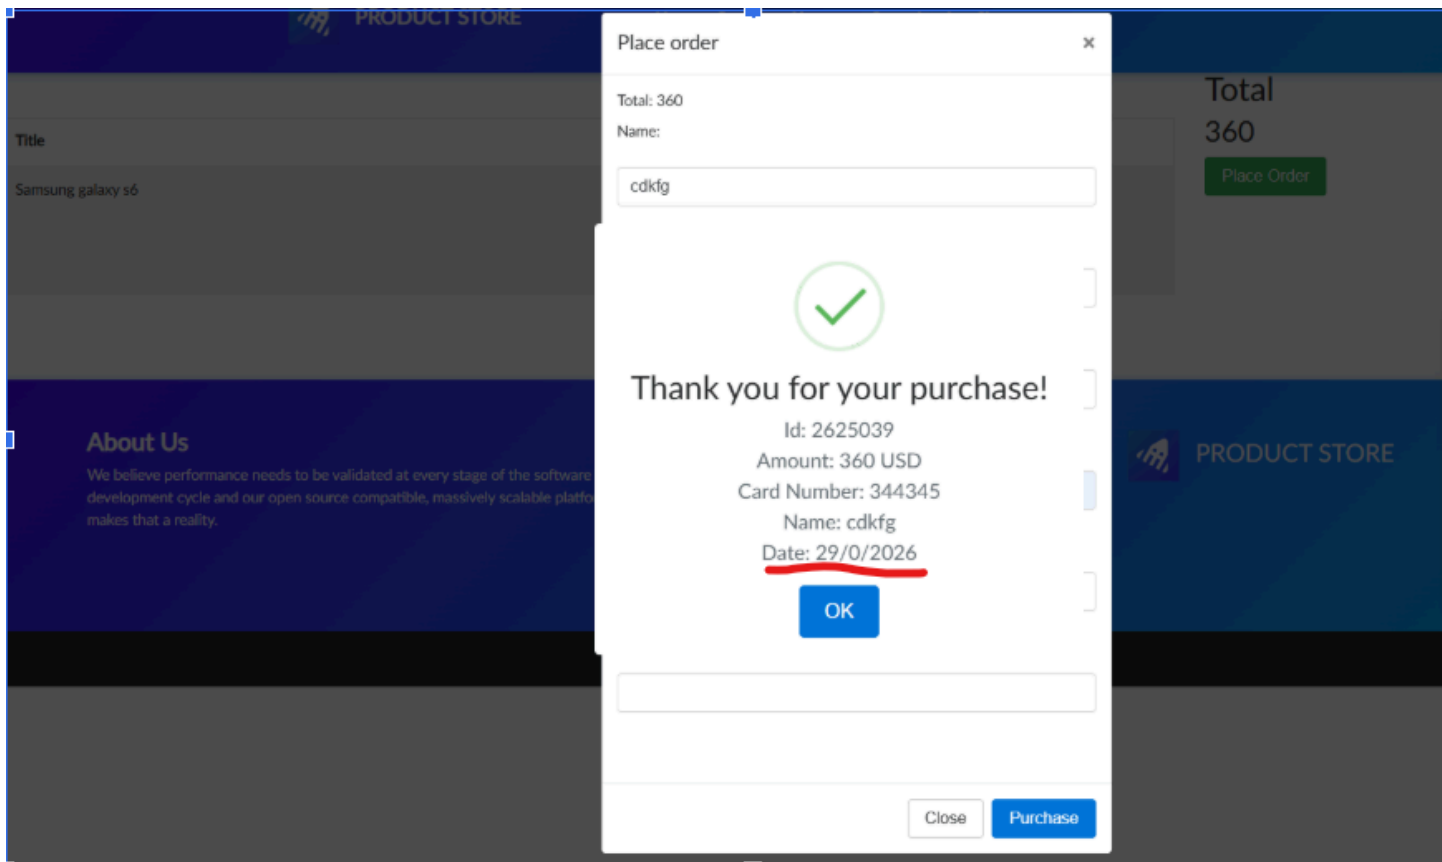 PRODUCT STORE
Place order
×
Total: 360
Name:
cdkfg
Title
Samsung galaxy s6
Total
360
Place Order
Thank you for your purchase!
Id: 2625039
Amount: 360 USD
Card Number: 344345
Name: cdkfg
Date: 29/0/2026
OK
About Us
We believe performance needs to be validated at every stage of the software
development cycle and our open source compatible, massively scalable platfo
makes that a reality.
PRODUCT STORE
Close
Purchase